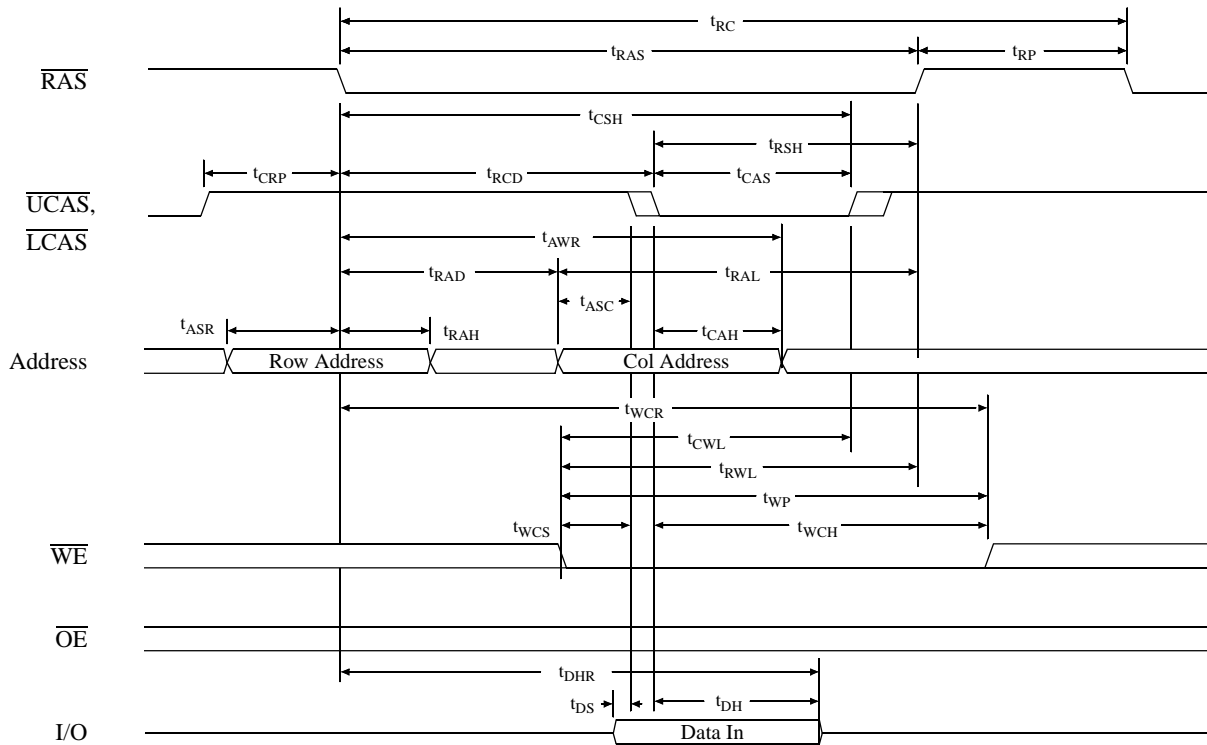 tRC
tRAS
tRP
RAS
tCSH
tRSH
tCRP
tRCD
tCAS
UCAS,
LCAS
tAWR
tRAD
tRAL
tASC
tASR
tRAH
tCAH
Address
Row Address
Col Address
tWCR
tCWL
tRWL
tWP
tWCS
tWCH
WE
OE
tDHR
tDS
tDH
I/O
Data In